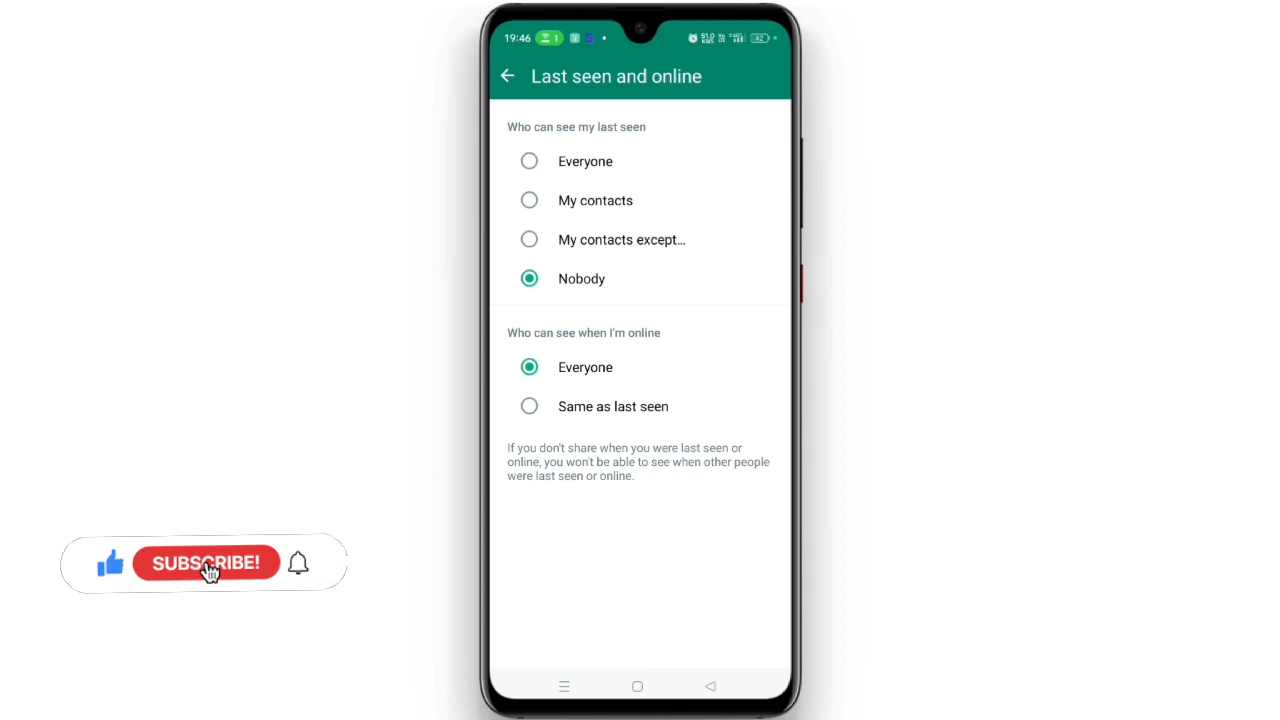 19:46 1 42
Last seen and online
Who can see my last seen
Everyone
My contacts
My contacts except...
Nobody
Who can see when I'm online
Everyone
Same as last seen
If you don't share when you were last seen or
online, you won't be able to see when other people
were last seen or online.
SUBSCRIBE!